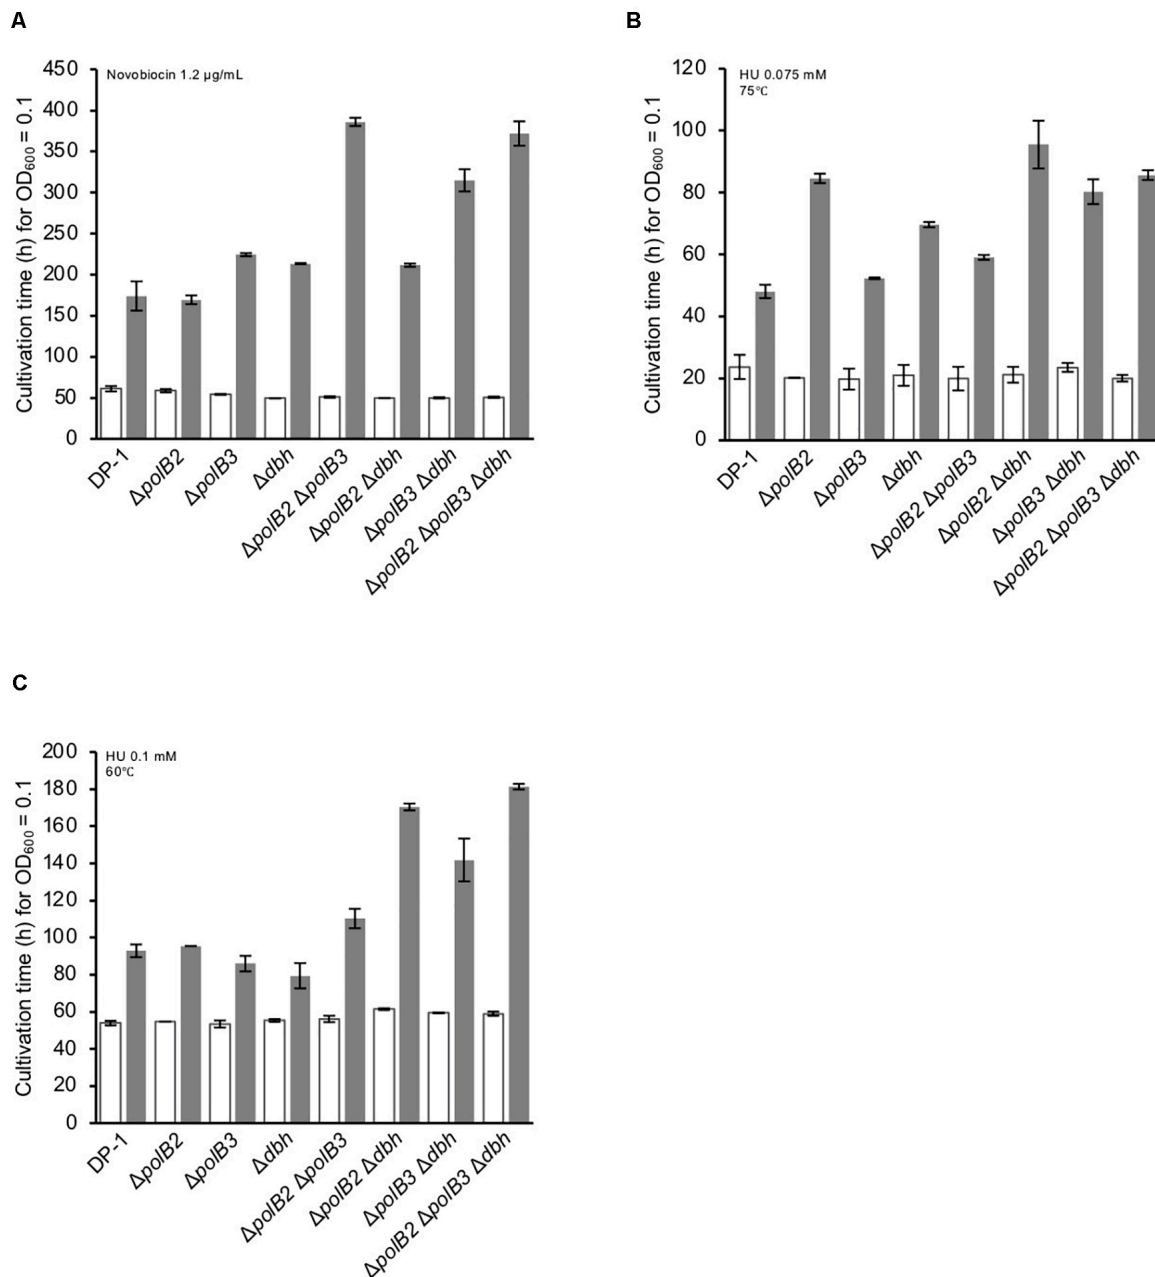 A
Cultivation time (h) for OD600 = 0.1
450
400
350
300
250
200
150
100
50
0
Novobiocin 1.2 µg/mL
DP-1
ΔpolB2
ΔpolB3
Δdbh
ΔpolB2 ΔpolB3
ΔpolB2 Δdbh
ΔpolB3 Δdbh
ΔpolB2 ΔpolB3 Δdbh
B
Cultivation time (h) for OD600 = 0.1
120
100
80
60
40
20
0
HU 0.075 mM
75℃
DP-1
ΔpolB2
ΔpolB3
Δdbh
ΔpolB2 ΔpolB3
ΔpolB2 Δdbh
ΔpolB3 Δdbh
ΔpolB2 ΔpolB3 Δdbh
C
Cultivation time (h) for OD600 = 0.1
200
180
160
140
120
100
80
60
40
20
0
HU 0.1 mM
60℃
DP-1
ΔpolB2
ΔpolB3
Δdbh
ΔpolB2 ΔpolB3
ΔpolB2 Δdbh
ΔpolB3 Δdbh
ΔpolB2 ΔpolB3 Δdbh